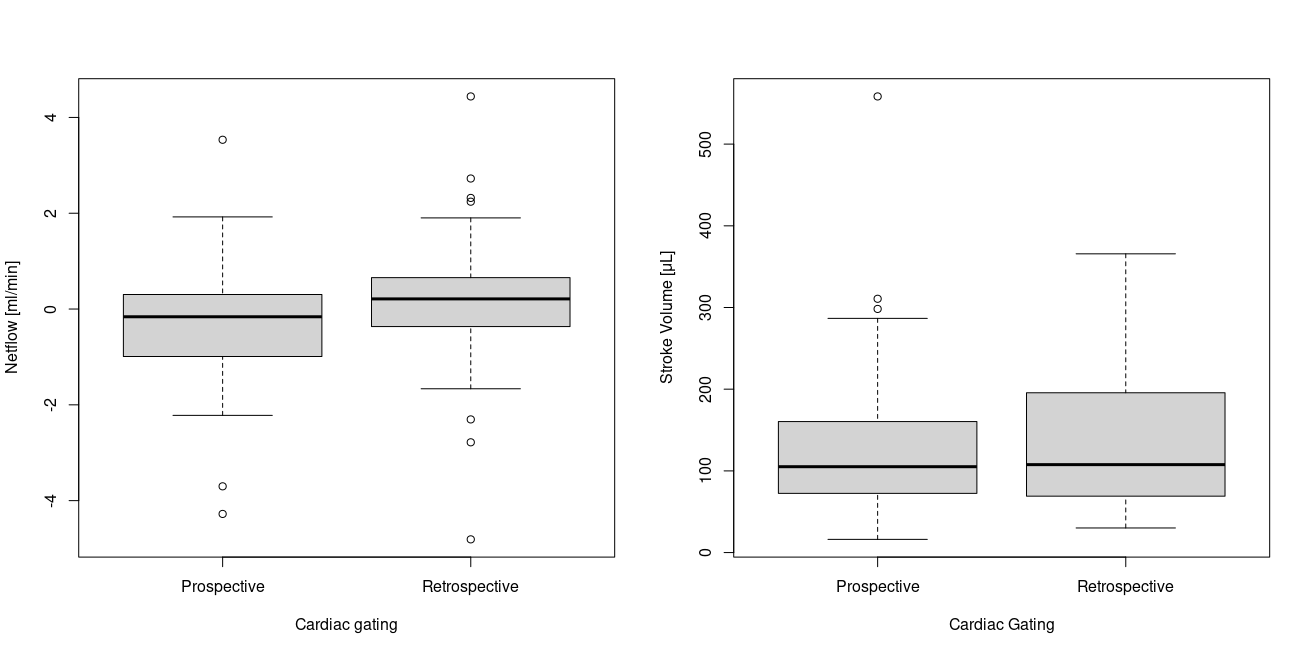 Netflow [ml/min]
4
2
0
-2
-4
Prospective Retrospective
Cardiac gating
Stroke Volume [µL]
500
400
300
200
100
0
Prospective Retrospective
Cardiac Gating